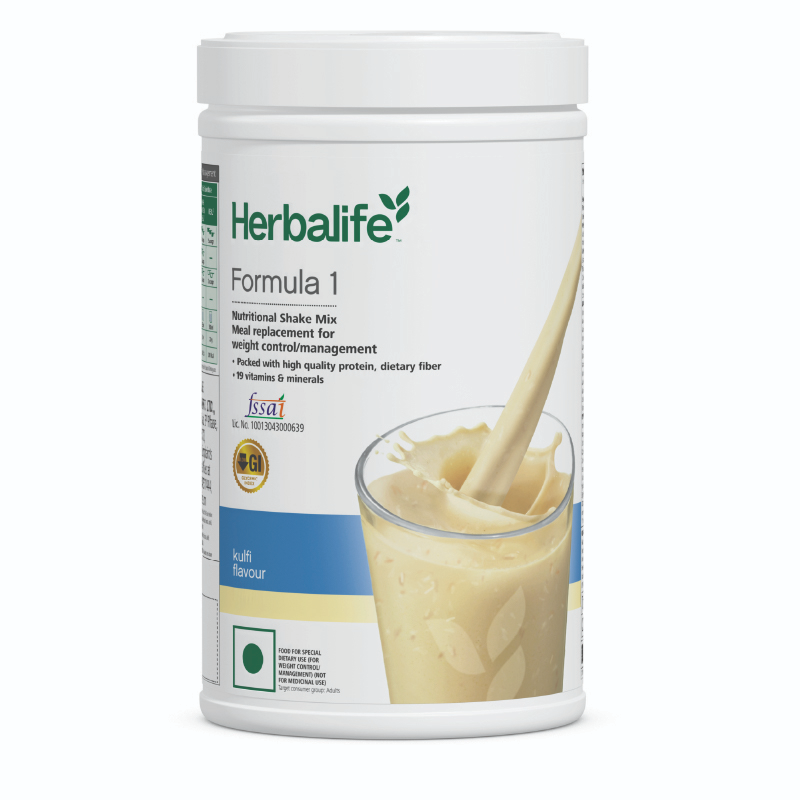 Herbalife
Formula 1
Nutritional Shake Mix
Meal replacement for
weight control/management
• Packed with high quality protein, dietary fiber
• 19 vitamins & minerals
fssai
Lic. No. 10013043000639
GI
kulfi
flavour
FOOD FOR SPECIAL
DIETARY USE (FOR
WEIGHT CONTROL/
MANAGEMENT) (NOT
FOR MEDICINAL USE)
Target consumer group: Adults